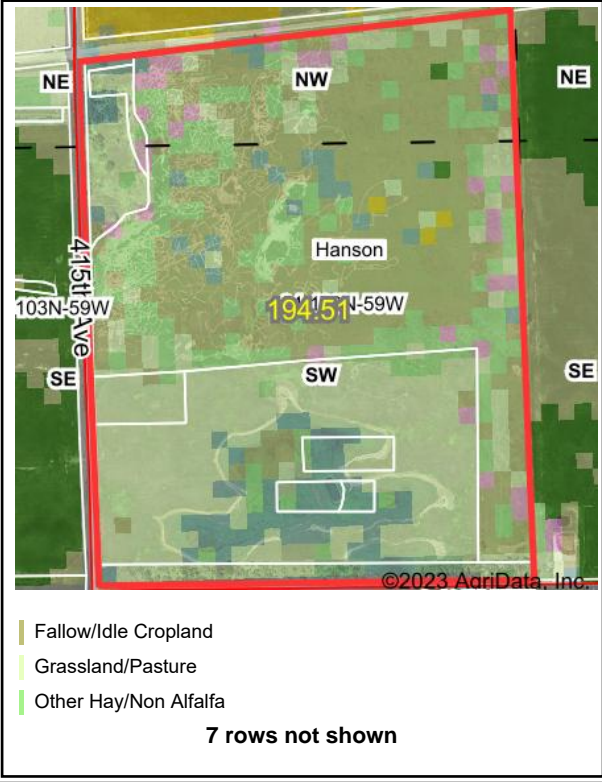 NE
NW
NE
Hanson
415th Ave
103N-59W
194.51
N-59W
SE
SW
SE
©2023 AgriData, Inc.
Fallow/Idle Cropland
Grassland/Pasture
Other Hay/Non Alfalfa
7 rows not shown